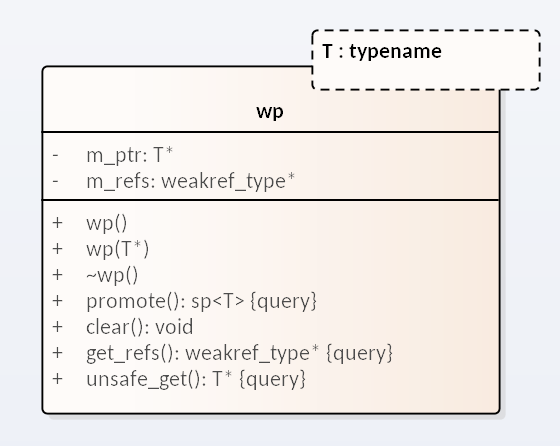 T : typename
wp
- m_ptr: T*
- m_refs: weakref_type*
+ wp()
+ wp(T*)
+ ~wp()
+ promote(): sp<T> {query}
+ clear(): void
+ get_refs(): weakref_type* {query}
+ unsafe_get(): T* {query}